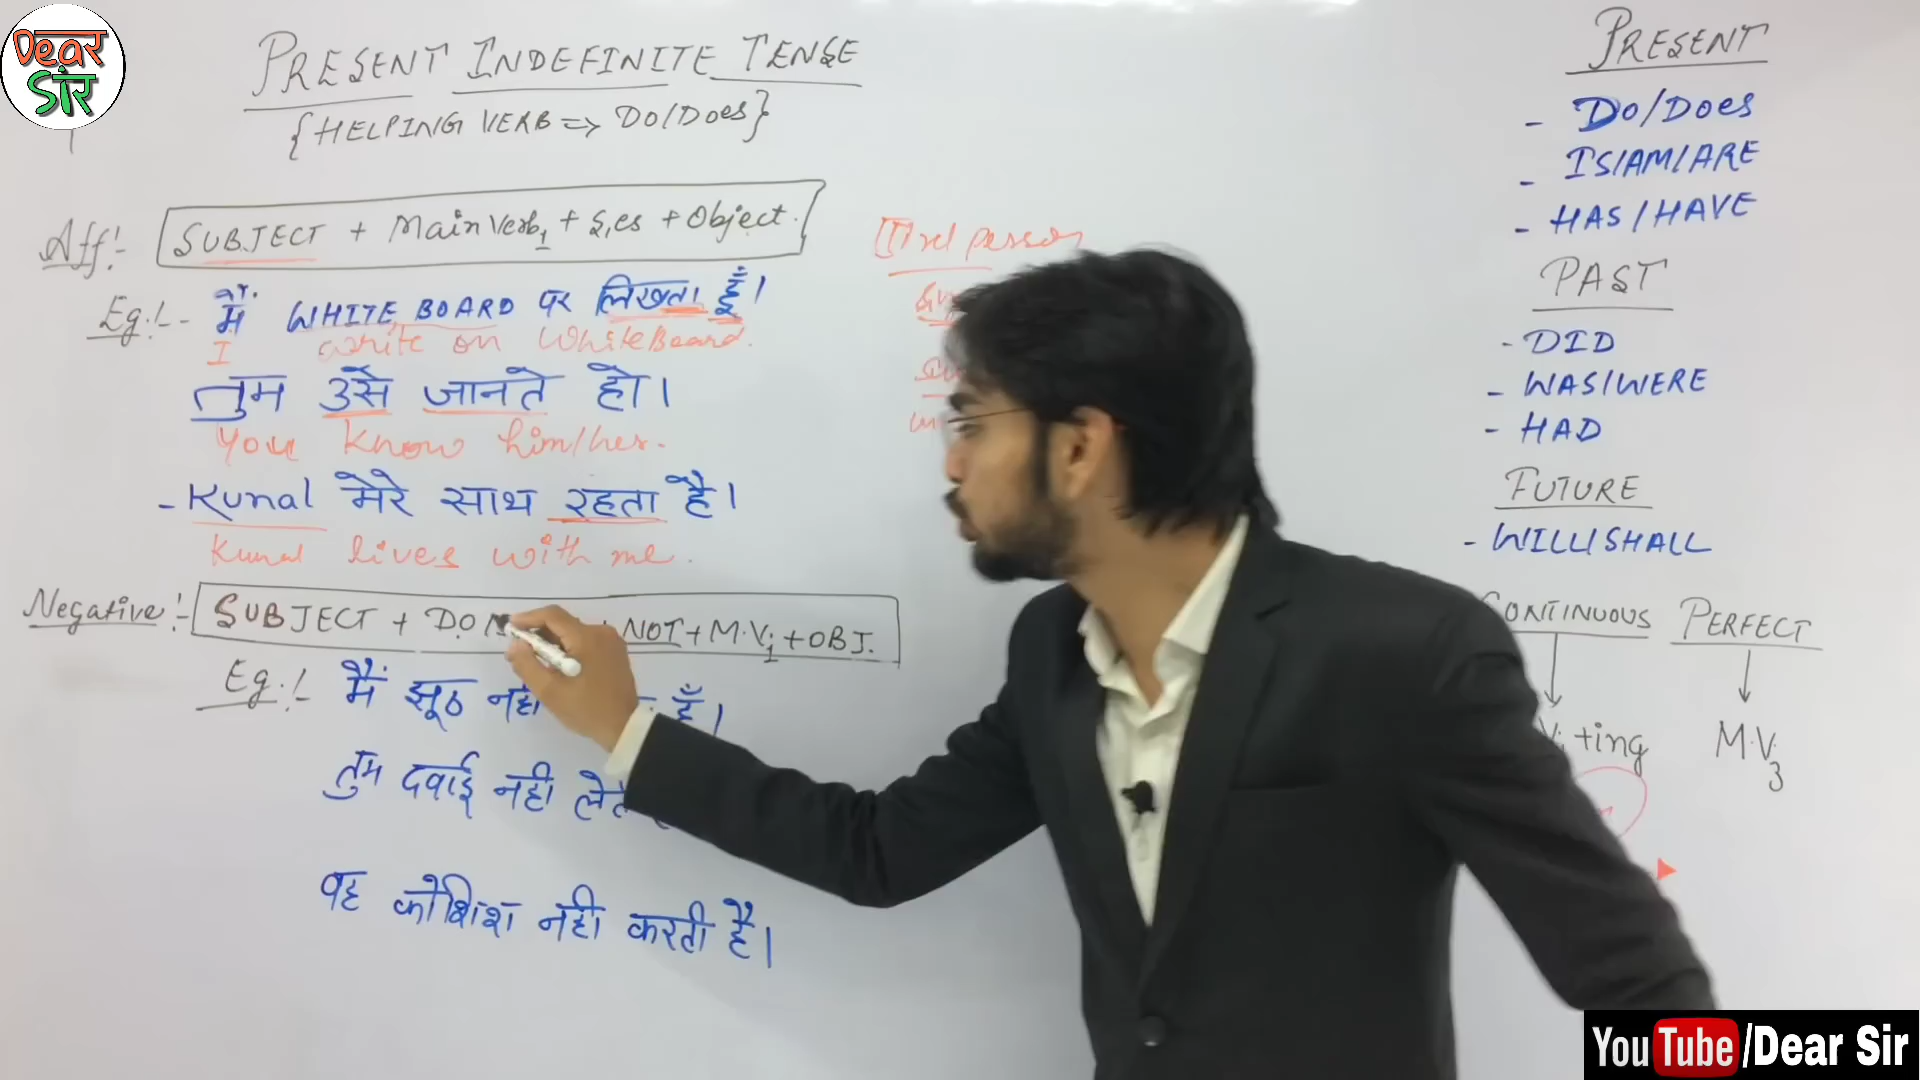 Dear
सर
PRESENT INDEFINITE TENSE
{HELPING VERB => DO/DOES}
Aff:- SUBJECT + Main Verb1 + S,es + Object.
Eg:- - मैं WHITE BOARD पर लिखता हूँ।
I write on WhiteBoard.
तुम उसे जानते हो।
You know him/her.
- Kunal मेरे साथ रहता है।
Kunal lives with me.
Negative:- SUBJECT + DO + NOT + M.V1 + OBJ.
Eg:- मैं झूठ हूँ।
तुम दवाई नही
वह कोशिश नही करती है।
IIIrd person
PRESENT
- DO/DOES
- IS/AM/ARE
- HAS/HAVE
PAST
- DID
- WAS/WERE
- HAD
FUTURE
- WILL/SHALL
CONTINUOUS PERFECT
+ing M.V3
YouTube/Dear Sir